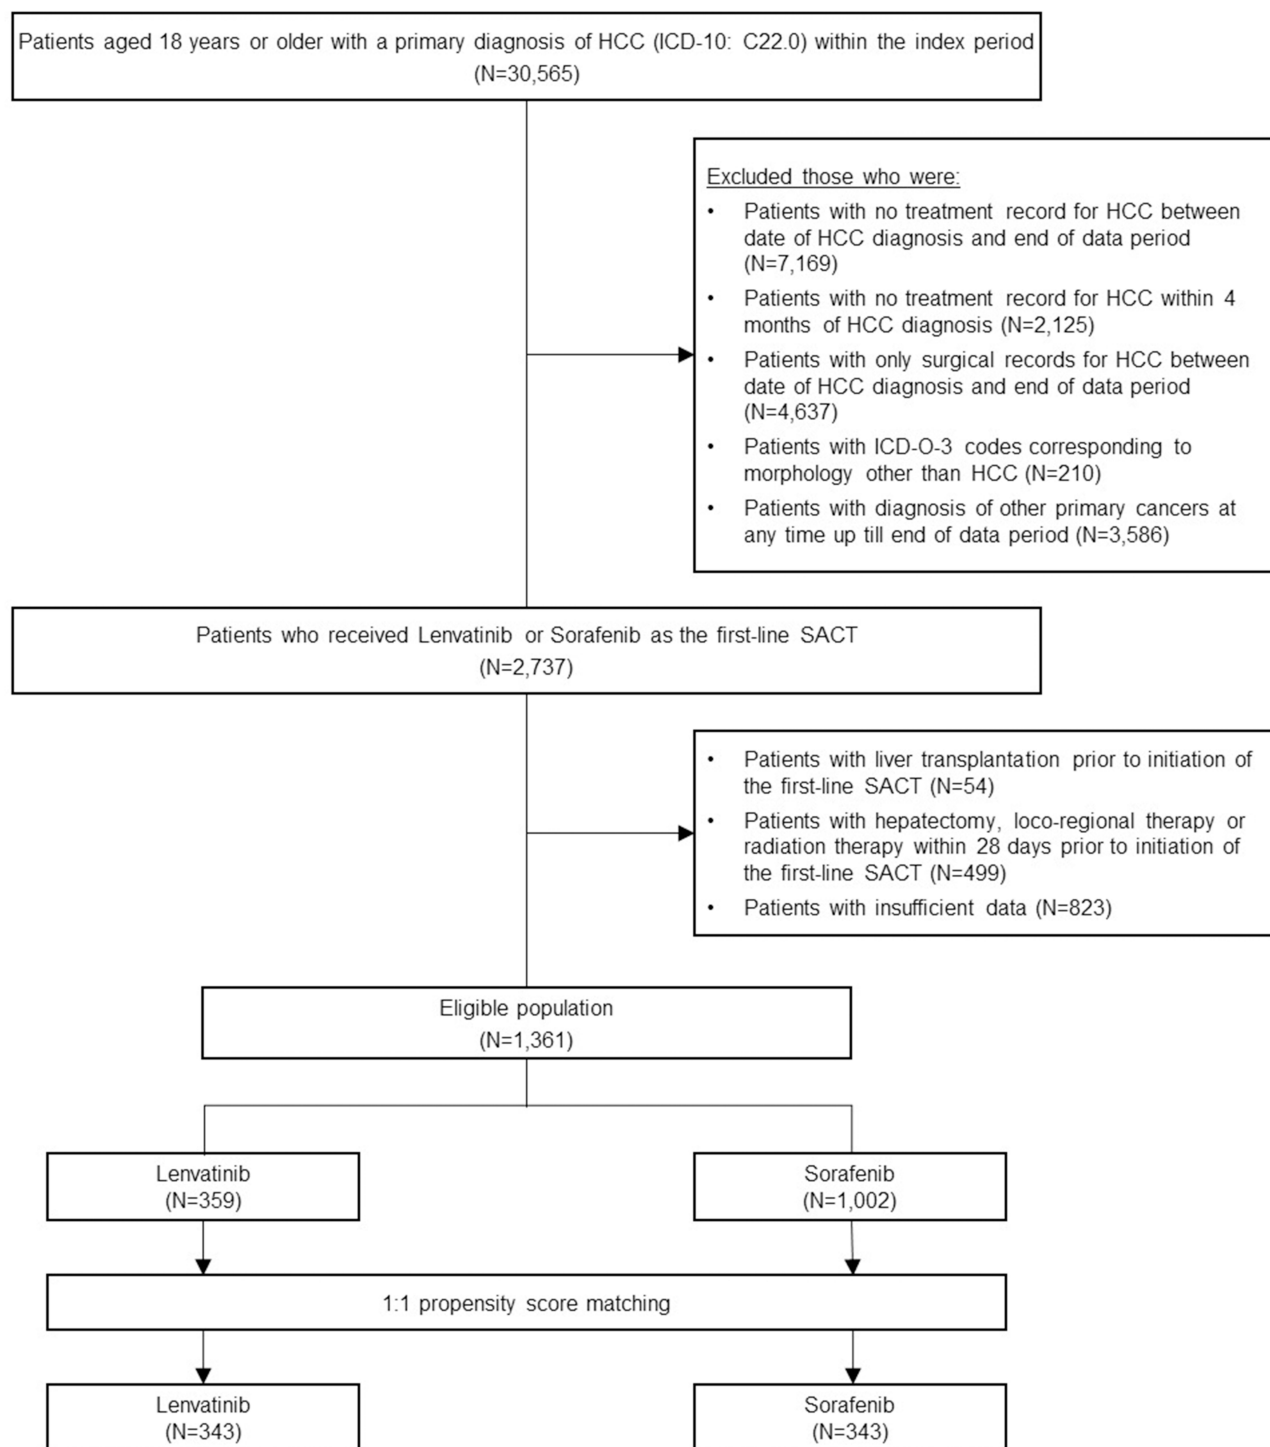 Patients aged 18 years or older with a primary diagnosis of HCC (ICD-10: C22.0) within the index period
(N=30,565)
Excluded those who were:
• Patients with no treatment record for HCC between
date of HCC diagnosis and end of data period
(N=7,169)
• Patients with no treatment record for HCC within 4
months of HCC diagnosis (N=2,125)
• Patients with only surgical records for HCC between
date of HCC diagnosis and end of data period
(N=4,637)
• Patients with ICD-O-3 codes corresponding to
morphology other than HCC (N=210)
• Patients with diagnosis of other primary cancers at
any time up till end of data period (N=3,586)
Patients who received Lenvatinib or Sorafenib as the first-line SACT
(N=2,737)
• Patients with liver transplantation prior to initiation of
the first-line SACT (N=54)
• Patients with hepatectomy, loco-regional therapy or
radiation therapy within 28 days prior to initiation of
the first-line SACT (N=499)
• Patients with insufficient data (N=823)
Eligible population
(N=1,361)
Lenvatinib
(N=359)
Sorafenib
(N=1,002)
1:1 propensity score matching
Lenvatinib
(N=343)
Sorafenib
(N=343)